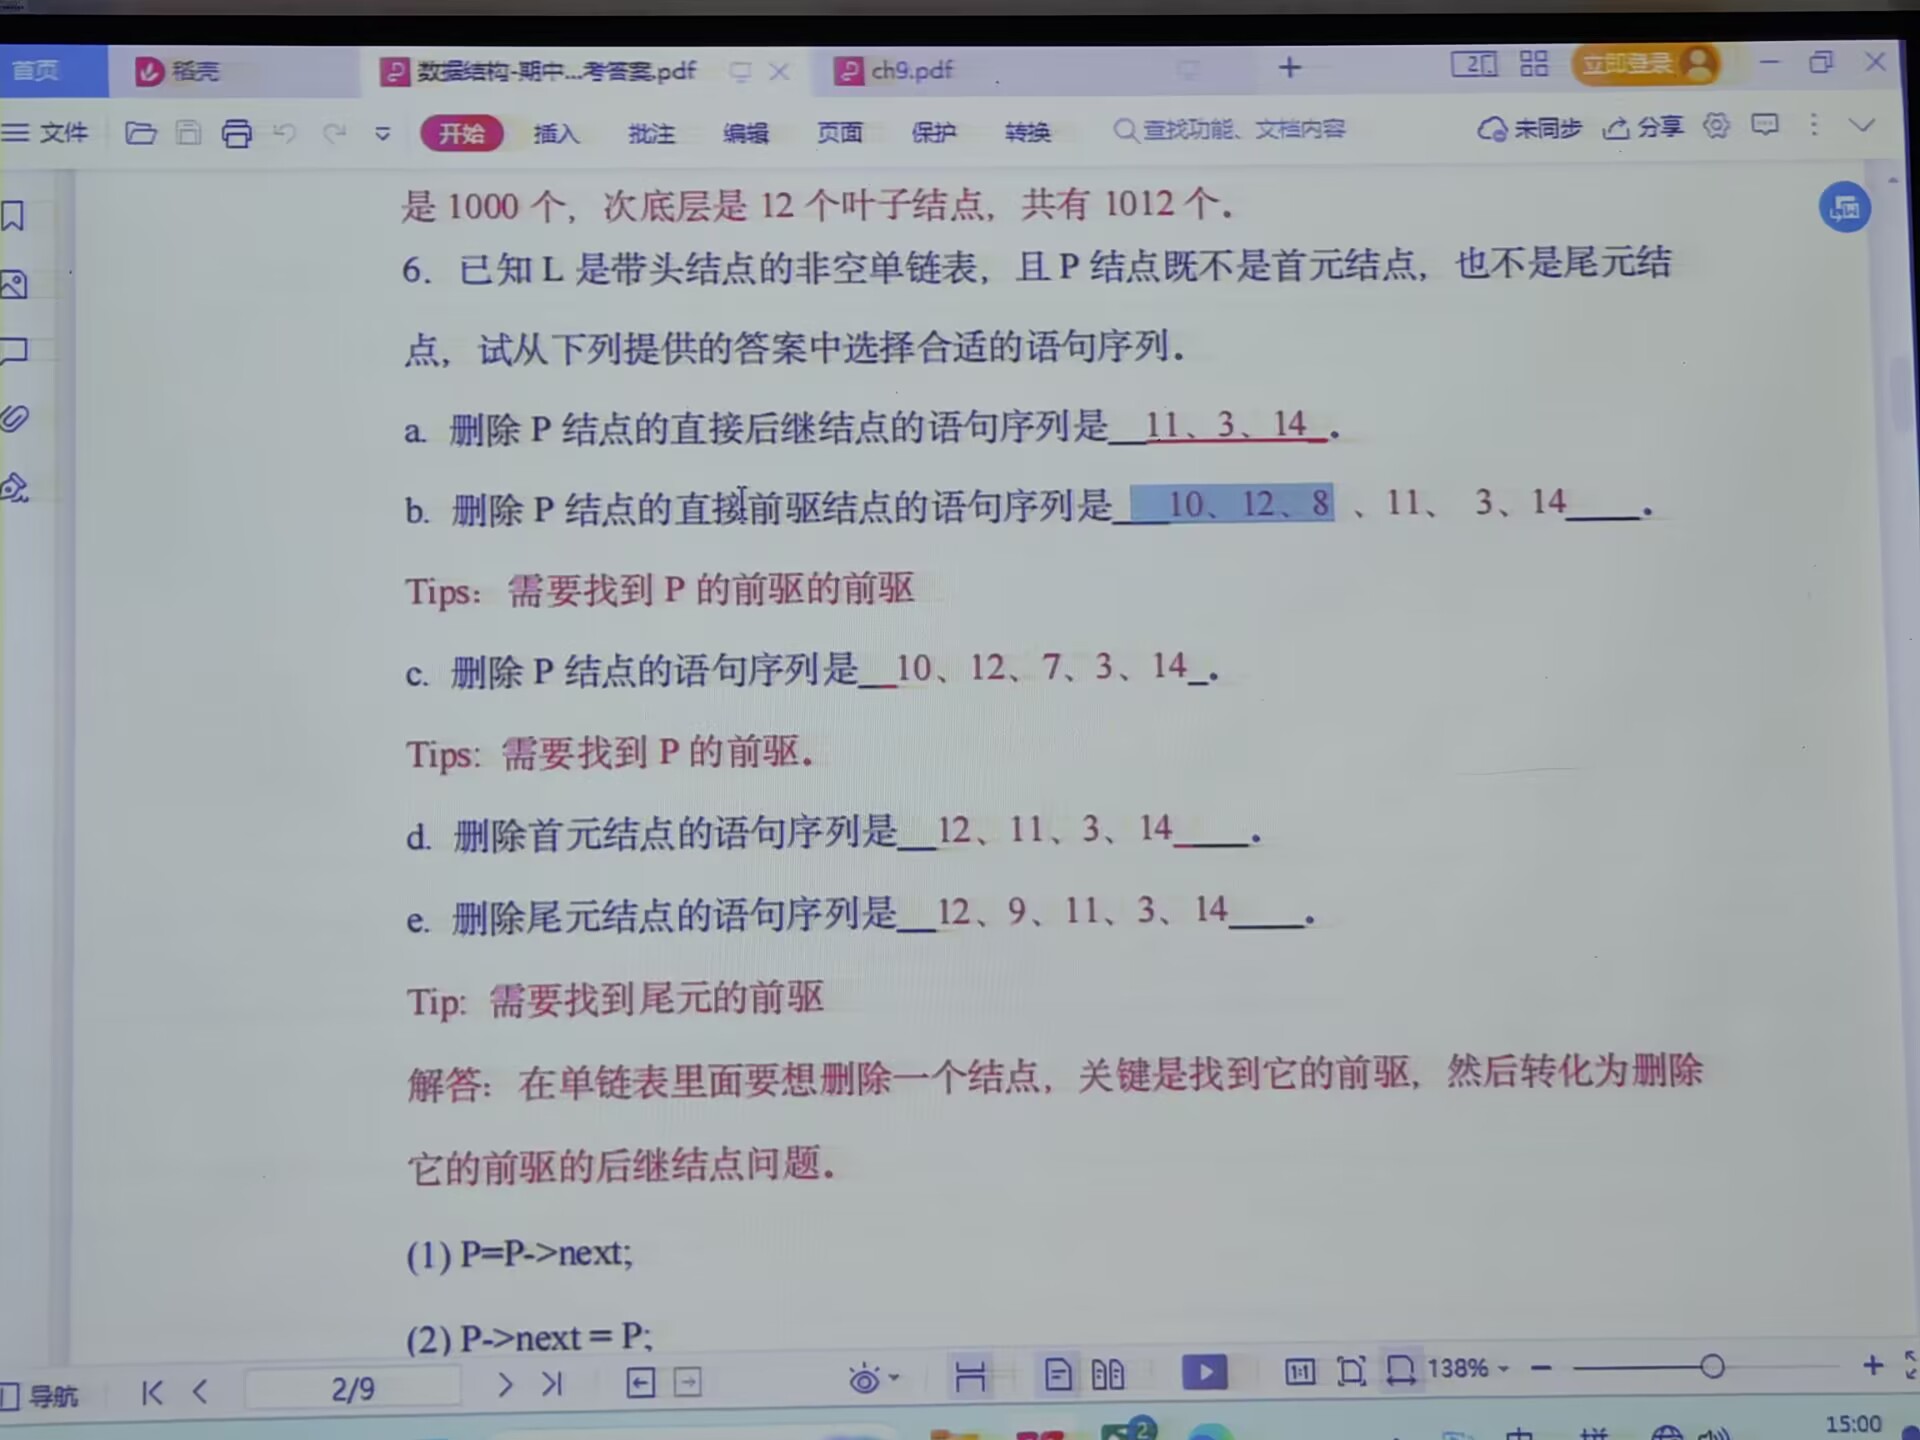 首页
稻壳
数据结构-期中...考答案.pdf
ch9.pdf
立即登录
文件
开始
插入
批注
编辑
页面
保护
转换
查找功能、文档内容
未同步
分享
是 1000 个，次底层是 12 个叶子结点，共有 1012 个。
6. 已知 L 是带头结点的非空单链表，且 P 结点既不是首元结点，也不是尾元结
点，试从下列提供的答案中选择合适的语句序列。
a. 删除 P 结点的直接后继结点的语句序列是__11、3、14_。
b. 删除 P 结点的直接前驱结点的语句序列是____10、12、8 、11、 3、14____。
Tips：需要找到 P 的前驱的前驱
c. 删除 P 结点的语句序列是__10、12、7、3、14_。
Tips: 需要找到 P 的前驱。
d. 删除首元结点的语句序列是__12、11、3、14____。
e. 删除尾元结点的语句序列是__12、9、11、3、14____。
Tip: 需要找到尾元的前驱
解答：在单链表里面要想删除一个结点，关键是找到它的前驱，然后转化为删除
它的前驱的后继结点问题。
(1) P=P->next;
(2) P->next = P;
导航
2/9
1:1
138%
2
中
拼
15:00